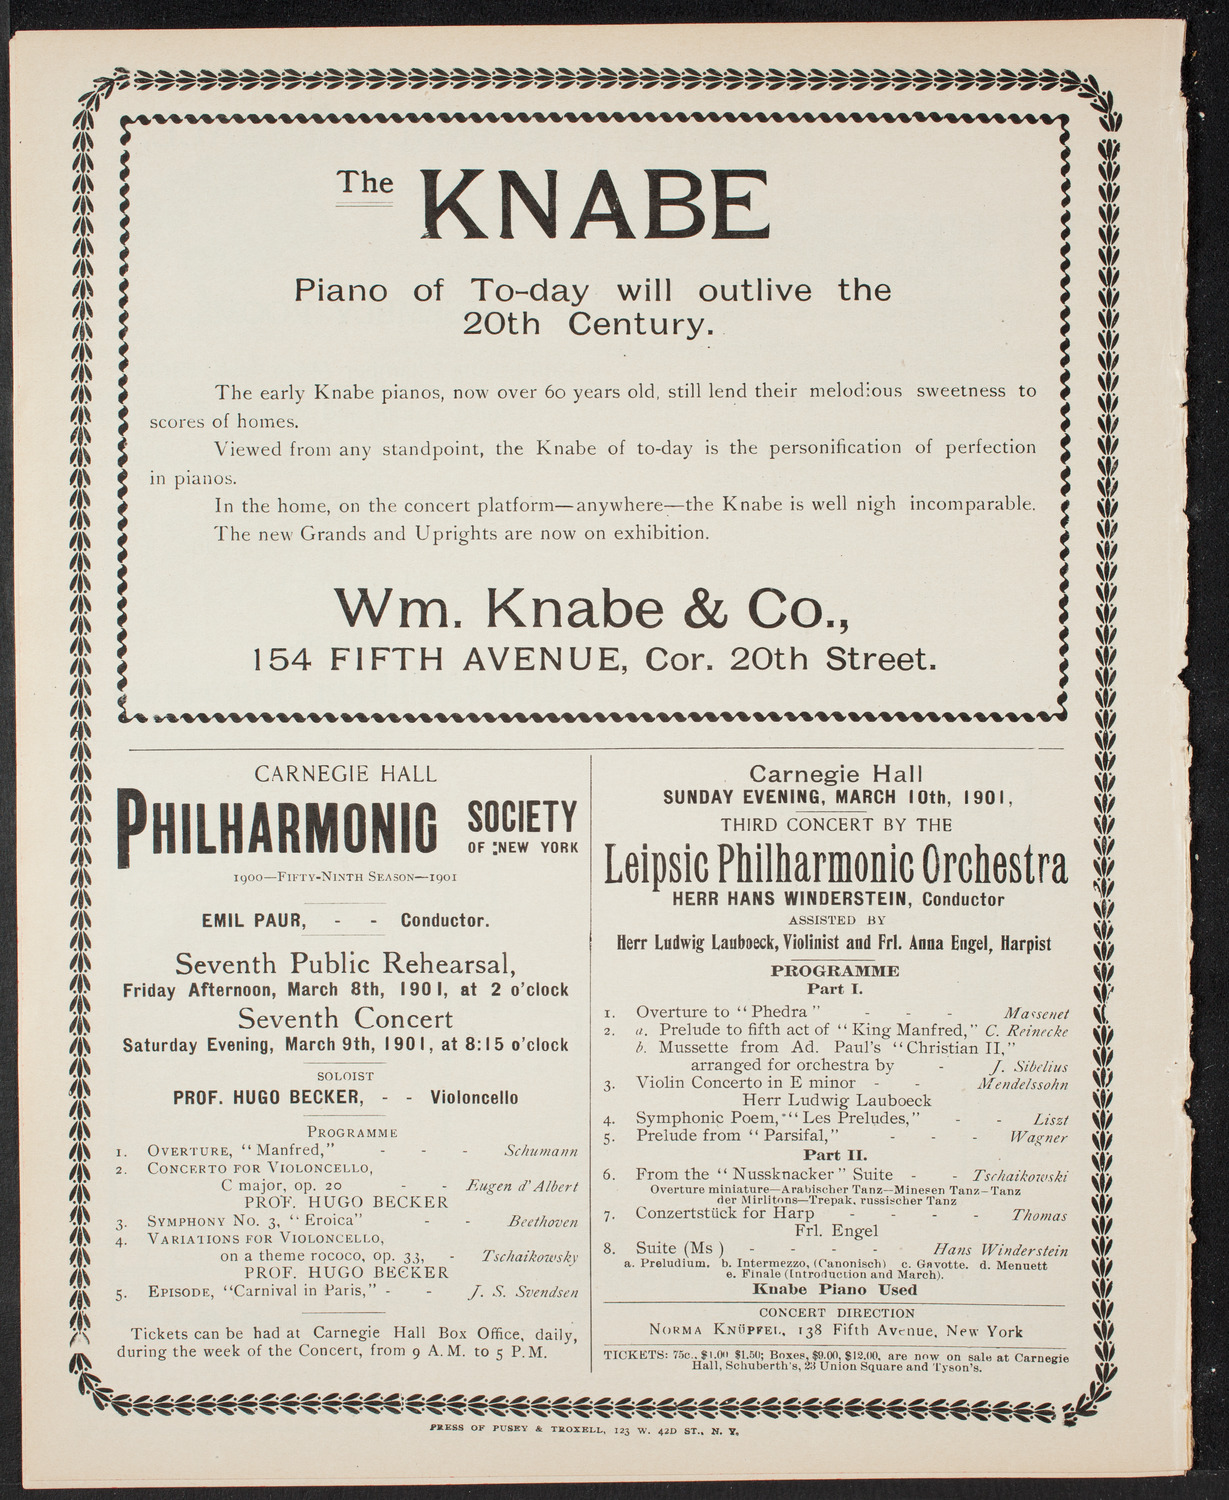 The KNABE
Piano of To-day will outlive the
20th Century.
The early Knabe pianos, now over 60 years old, still lend their melodious sweetness to
scores of homes.
Viewed from any standpoint, the Knabe of to-day is the personification of perfection
in pianos.
In the home, on the concert platform—anywhere—the Knabe is well nigh incomparable.
The new Grands and Uprights are now on exhibition.
Wm. Knabe & Co.,
154 FIFTH AVENUE, Cor. 20th Street.
CARNEGIE HALL
PHILHARMONIC SOCIETY
OF NEW YORK
1900—FIFTY-NINTH SEASON—1901
EMIL PAUR, - - Conductor.
Seventh Public Rehearsal,
Friday Afternoon, March 8th, 1901, at 2 o'clock
Seventh Concert
Saturday Evening, March 9th, 1901, at 8:15 o'clock
SOLOIST
PROF. HUGO BECKER, - - Violoncello
PROGRAMME
1. OVERTURE, "Manfred," - - - Schumann
2. CONCERTO FOR VIOLONCELLO,
C major, op. 20 - - Eugen d'Albert
PROF. HUGO BECKER
3. SYMPHONY NO. 3, "Eroica" - - Beethoven
4. VARIATIONS FOR VIOLONCELLO,
on a theme rococo, op. 33, - Tschaikowsky
PROF. HUGO BECKER
5. EPISODE, "Carnival in Paris," - - J. S. Svendsen
Tickets can be had at Carnegie Hall Box Office, daily,
during the week of the Concert, from 9 A.M. to 5 P.M.
Carnegie Hall
SUNDAY EVENING, MARCH 10th, 1901,
THIRD CONCERT BY THE
Leipsic Philharmonic Orchestra
HERR HANS WINDERSTEIN, Conductor
ASSISTED BY
Herr Ludwig Lauboeck, Violinist and Frl. Anna Engel, Harpist
PROGRAMME
Part I.
1. Overture to "Phedra" - - - Massenet
2. a. Prelude to fifth act of "King Manfred," C. Reinecke
b. Mussette from Ad. Paul's "Christian II,"
arranged for orchestra by - J. Sibelius
3. Violin Concerto in E minor - - Mendelssohn
Herr Ludwig Lauboeck
4. Symphonic Poem, "Les Preludes," - - Liszt
5. Prelude from "Parsifal," - - - Wagner
Part II.
6. From the "Nussknacker" Suite - - Tschaikowski
Overture miniature—Arabischer Tanz—Minesen Tanz—Tanz
der Mirlitons—Trepak, russischer Tanz
7. Conzertstück for Harp - - - - Thomas
Frl. Engel
8. Suite (Ms ) - - - - Hans Winderstein
a. Preludium. b. Intermezzo, (Canonisch) c. Gavotte. d. Menuett
e. Finale (Introduction and March).
Knabe Piano Used
CONCERT DIRECTION
NORMA KNÜPFEL, 138 Fifth Avenue, New York
TICKETS: 75c., $1.00 $1.50; Boxes, $9.00, $12.00, are now on sale at Carnegie
Hall, Schuberth's, 23 Union Square and Tyson's.
PRESS OF PUSEY & TROXELL, 123 W. 42D ST., N. Y.